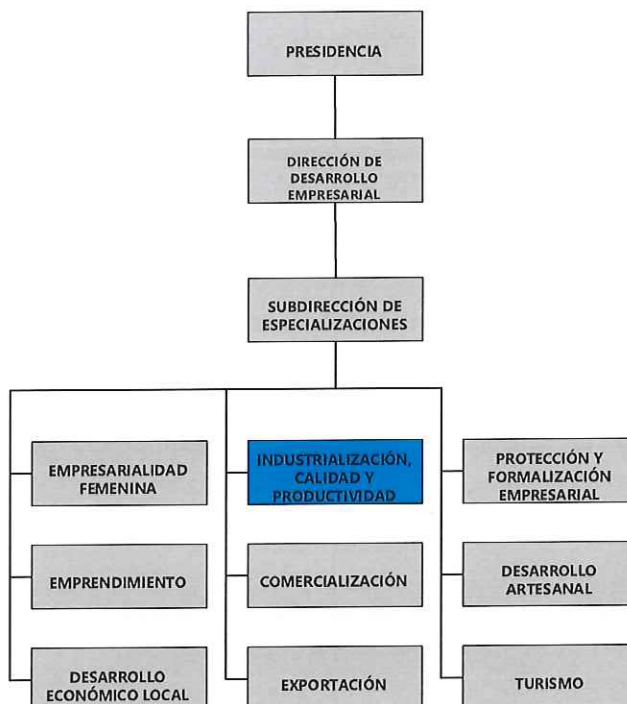 PRESIDENCIA
DIRECCIÓN DE
DESARROLLO
EMPRESARIAL
SUBDIRECCIÓN DE
ESPECIALIZACIONES
EMPRESARIALIDAD
FEMENINA
INDUSTRIALIZACIÓN,
CALIDAD Y
PRODUCTIVIDAD
PROTECCIÓN Y
FORMALIZACIÓN
EMPRESARIAL
EMPRENDIMIENTO
COMERCIALIZACIÓN
DESARROLLO
ARTESANAL
DESARROLLO
ECONÓMICO LOCAL
EXPORTACIÓN
TURISMO